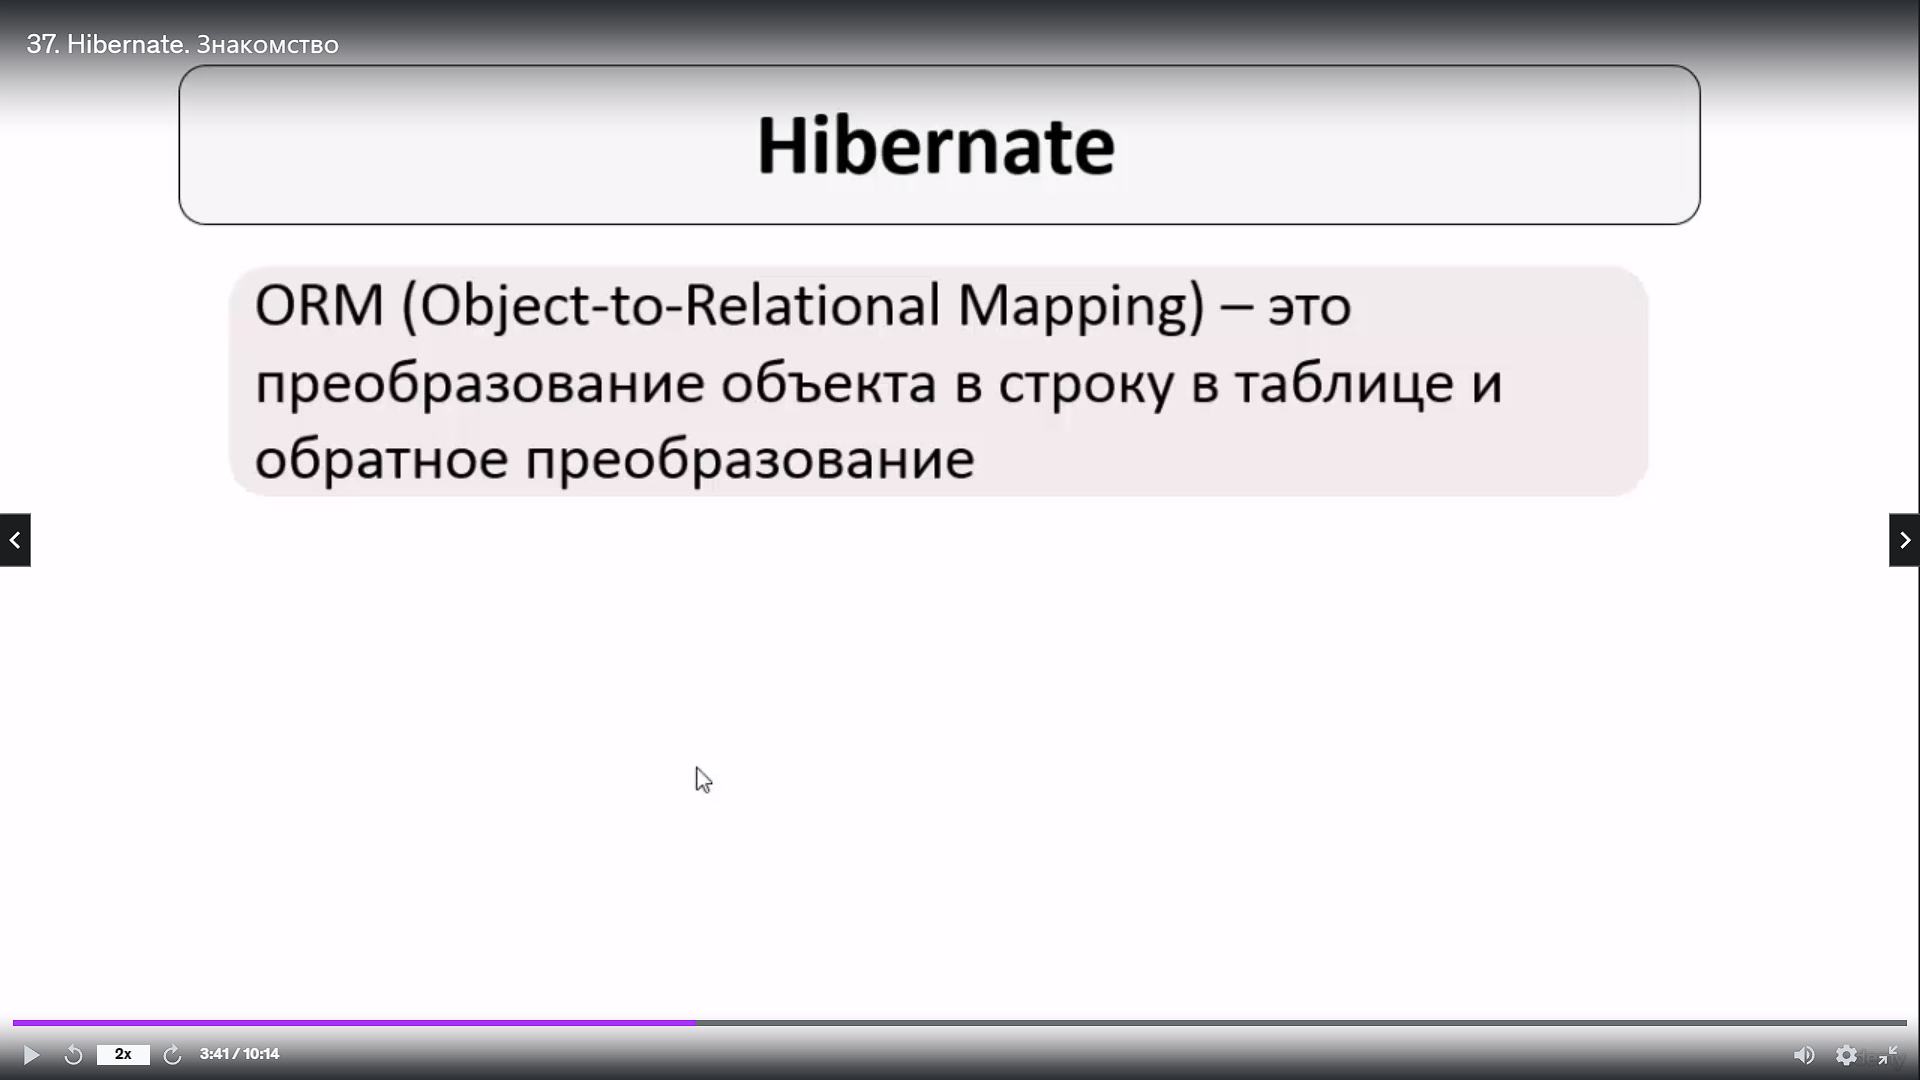 37. Hibernate. Знакомство
Hibernate
ORM (Object-to-Relational Mapping) – это
преобразование объекта в строку в таблице и
обратное преобразование
2x
3:41 / 10:14